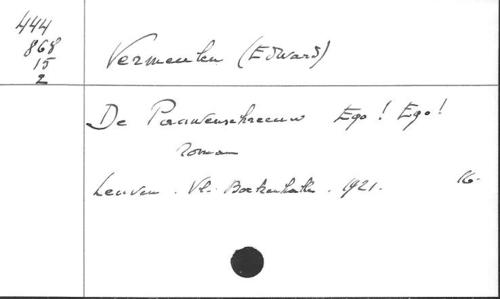 444
868
15
2
Vermeulen (Edward)
De Pauwenschreeuw Ego! Ego!
roman
Leuven. Vl. Boekenhalle. 1921. 16-